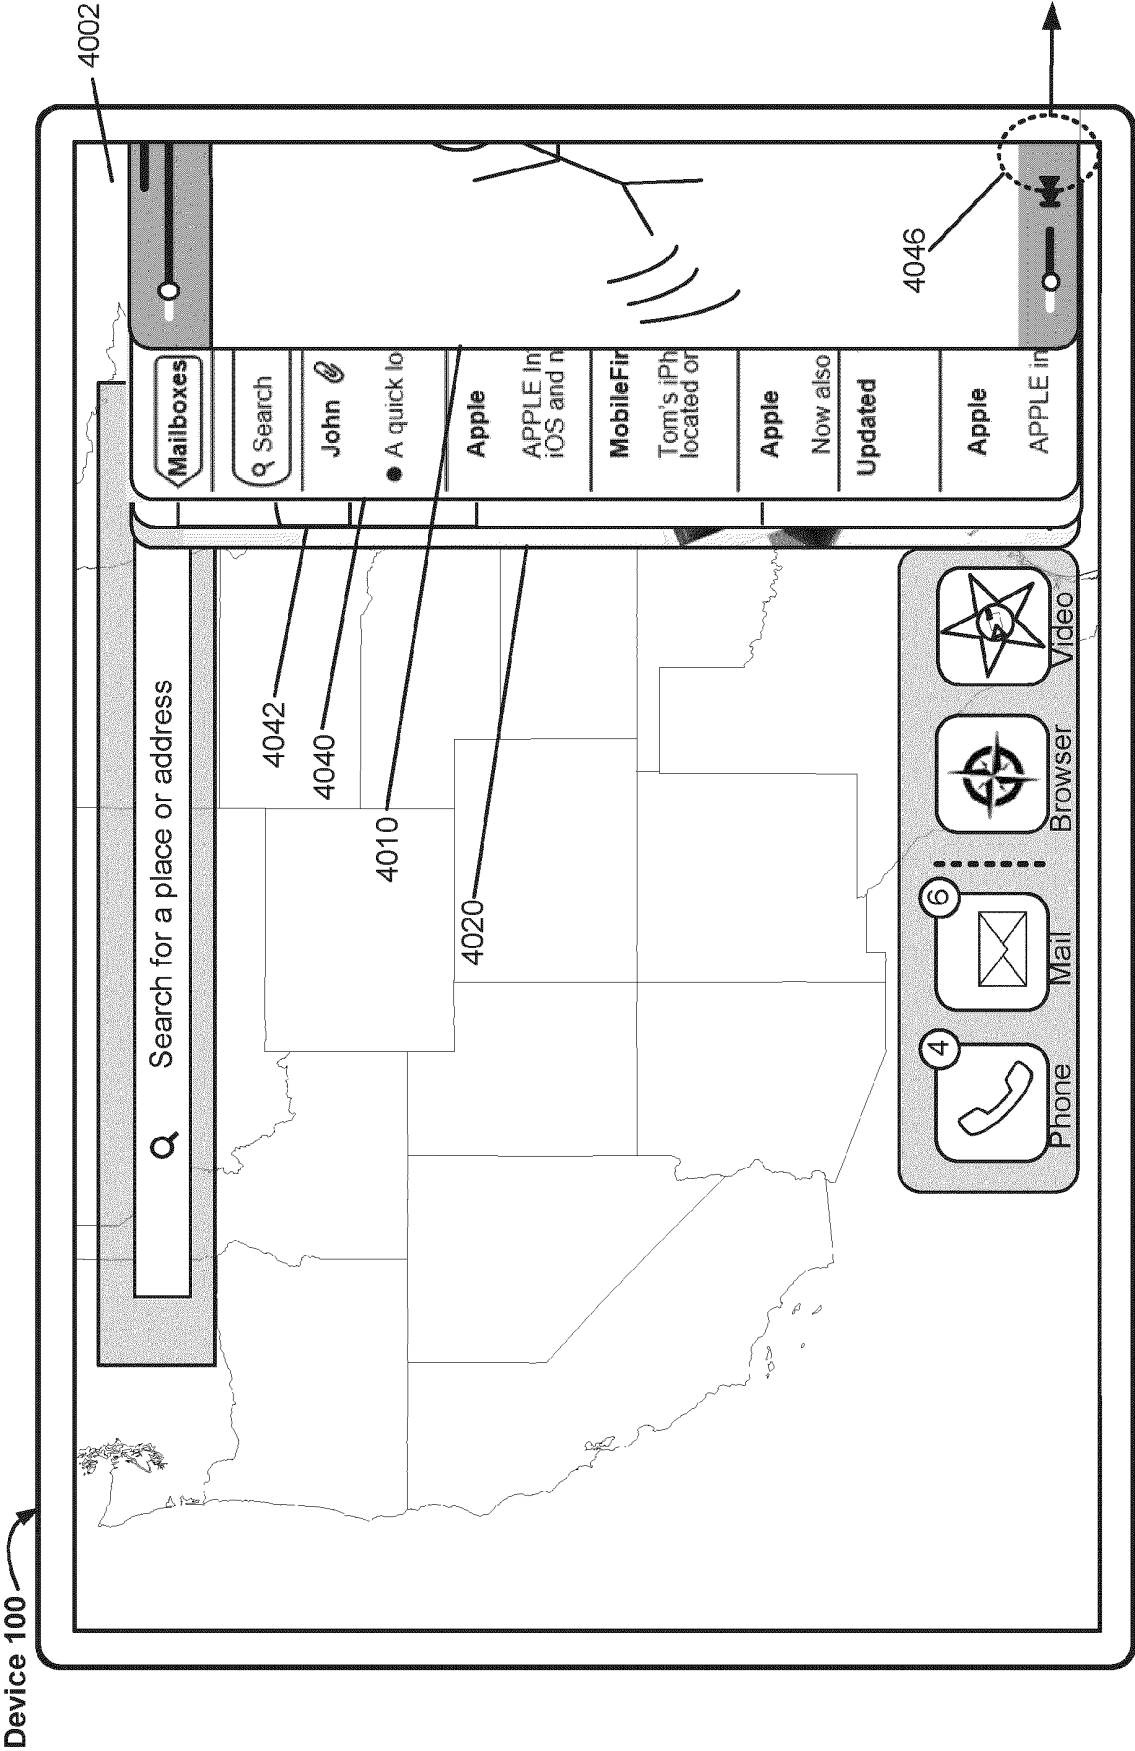 Device 100
4002
Search for a place or address
Mailboxes
Search
John
A quick lo
Apple
APPLE In
iOS and n
MobileFir
Tom's iPh
located or
Apple
Now also
Updated
Apple
APPLE in
4042
4040
4010
4020
4046
4
6
Phone
Mail
Browser
Video